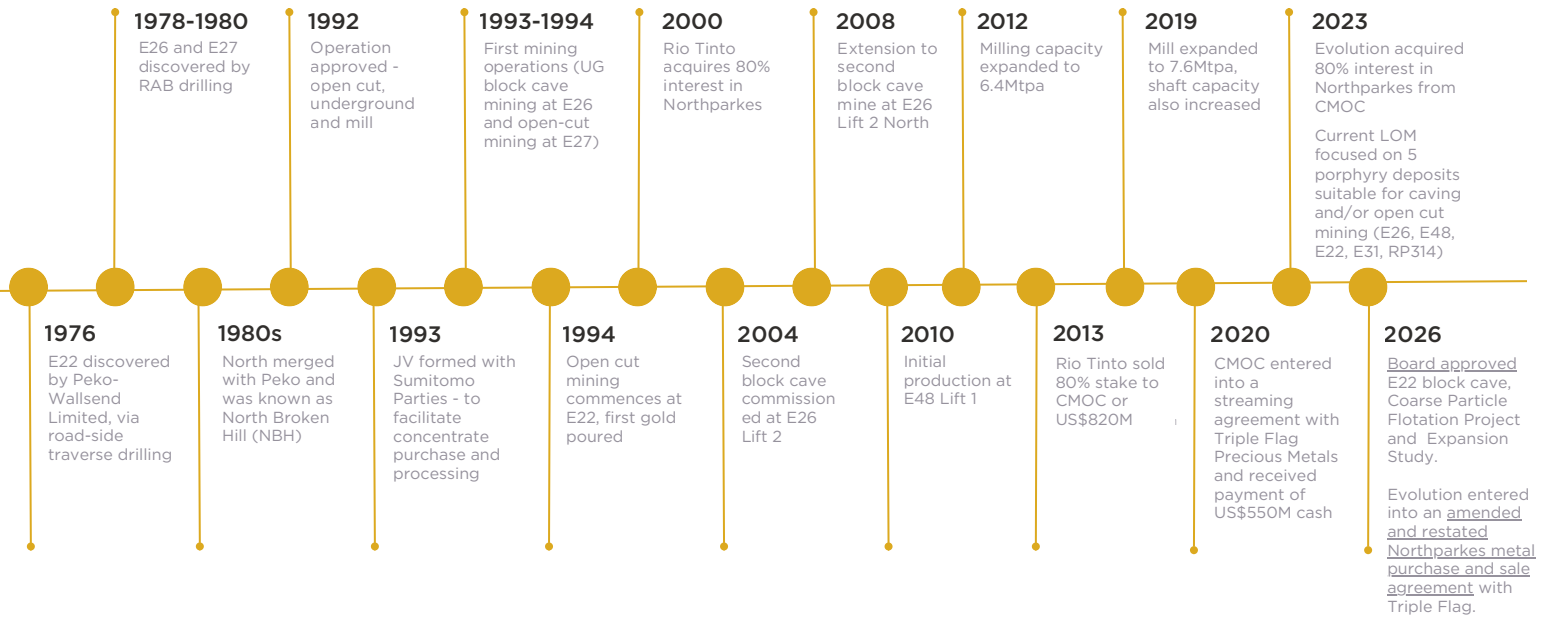 1978-1980
E26 and E27
discovered by
RAB drilling
1992
Operation
approved -
open cut,
underground
and mill
1993-1994
First mining
operations (UG
block cave
mining at E26
and open-cut
mining at E27)
2000
Rio Tinto
acquires 80%
interest in
Northparkes
2008
Extension to
second
block cave
mine at E26
Lift 2 North
2012
Milling capacity
expanded to
6.4Mtpa
2019
Mill expanded
to 7.6Mtpa,
shaft capacity
also increased
2023
Evolution acquired
80% interest in
Northparkes from
CMOC
Current LOM
focused on 5
porphyry deposits
suitable for caving
and/or open cut
mining (E26, E48,
E22, E31, RP314)
1976
E22 discovered
by Peko-
Wallsend
Limited, via
road-side
traverse drilling
1980s
North merged
with Peko and
was known as
North Broken
Hill (NBH)
1993
JV formed with
Sumitomo
Parties - to
facilitate
concentrate
purchase and
processing
1994
Open cut
mining
commences at
E22, first gold
poured
2004
Second
block cave
commission
ed at E26
Lift 2
2010
Initial
production at
E48 Lift 1
2013
Rio Tinto sold
80% stake to
CMOC or
US$820M
2020
CMOC entered
into a
streaming
agreement with
Triple Flag
Precious Metals
and received
payment of
US$550M cash
2026
Board approved
E22 block cave,
Coarse Particle
Flotation Project
and Expansion
Study.
Evolution entered
into an amended
and restated
Northparkes metal
purchase and sale
agreement with
Triple Flag.